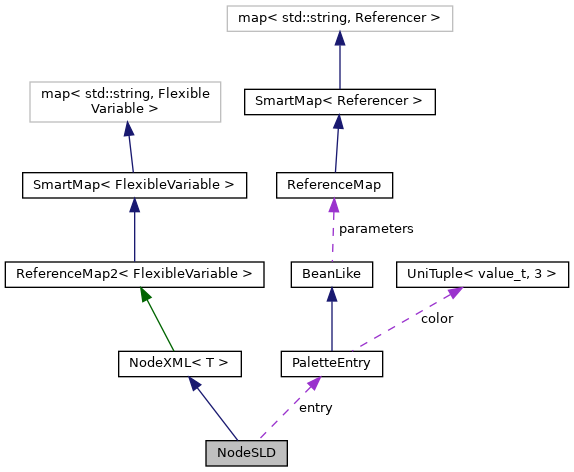 map< std::string, Referencer >
map< std::string, Flexible
Variable >
SmartMap< Referencer >
SmartMap< FlexibleVariable >
ReferenceMap
parameters
ReferenceMap2< FlexibleVariable >
BeanLike
UniTuple< value_t, 3 >
color
NodeXML< T >
PaletteEntry
entry
NodeSLD